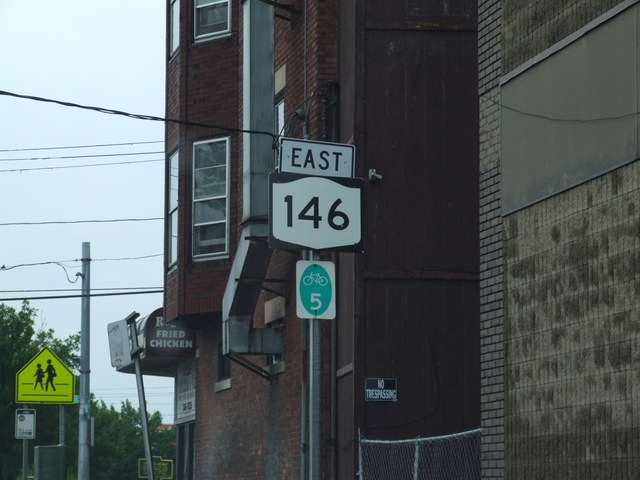 EAST
146
5
FRIED
CHICKEN
NO
TRESPASSING